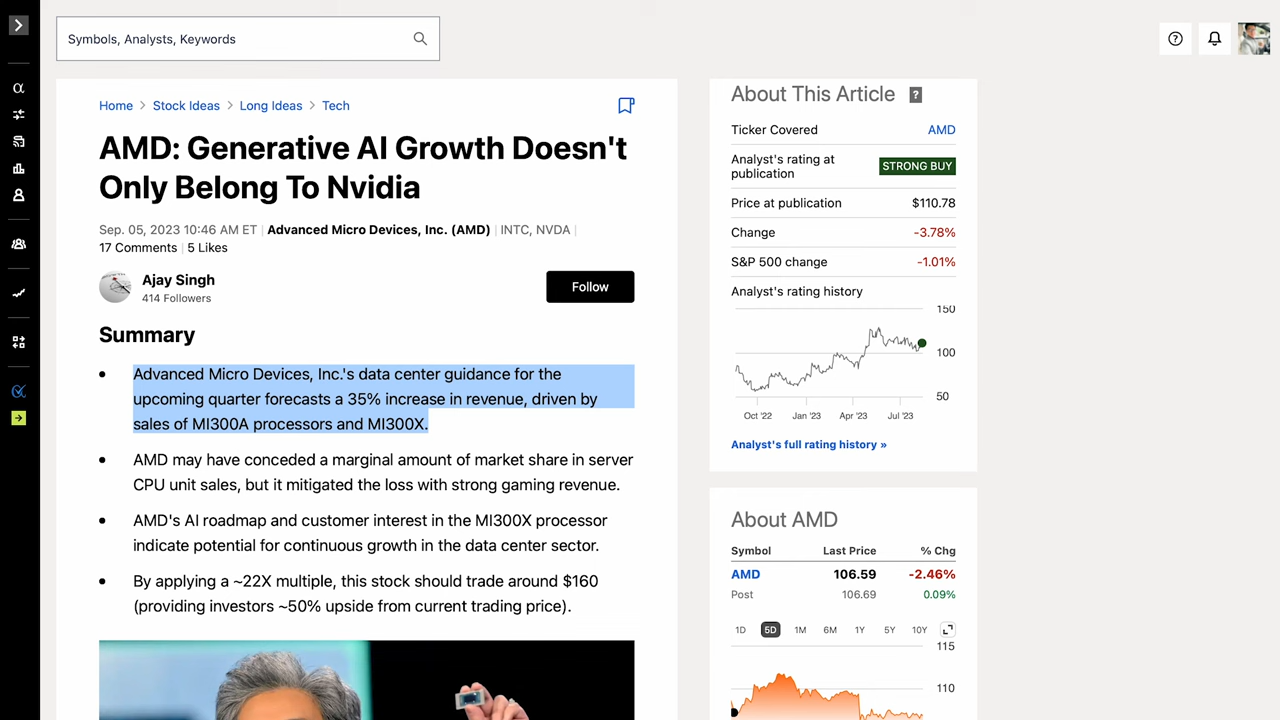 Symbols, Analysts, Keywords
α
Home > Stock Ideas > Long Ideas > Tech
AMD: Generative AI Growth Doesn't
Only Belong To Nvidia
Sep. 05, 2023 10:46 AM ET | Advanced Micro Devices, Inc. (AMD) | INTC, NVDA |
17 Comments | 5 Likes
Ajay Singh
414 Followers
Follow
Summary
Advanced Micro Devices, Inc.'s data center guidance for the
upcoming quarter forecasts a 35% increase in revenue, driven by
sales of MI300A processors and MI300X.
AMD may have conceded a marginal amount of market share in server
CPU unit sales, but it mitigated the loss with strong gaming revenue.
AMD's AI roadmap and customer interest in the MI300X processor
indicate potential for continuous growth in the data center sector.
By applying a ~22X multiple, this stock should trade around $160
(providing investors ~50% upside from current trading price).
About This Article ?
Ticker Covered AMD
Analyst's rating at
publication STRONG BUY
Price at publication $110.78
Change -3.78%
S&P 500 change -1.01%
Analyst's rating history
150
100
50
Oct '22 Jan '23 Apr '23 Jul '23
Analyst's full rating history »
About AMD
Symbol Last Price % Chg
AMD 106.59 -2.46%
Post 106.69 0.09%
1D 5D 1M 6M 1Y 5Y 10Y
115
110